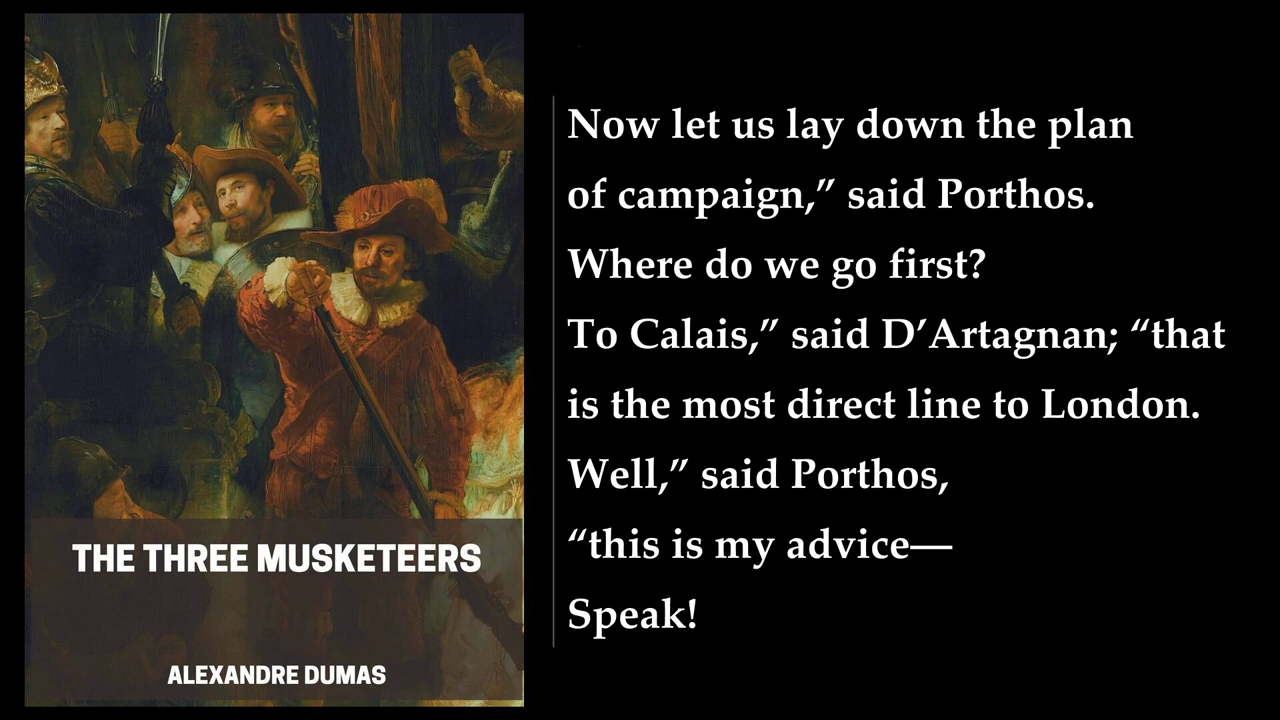 THE THREE MUSKETEERS
ALEXANDRE DUMAS
Now let us lay down the plan
of campaign,” said Porthos.
Where do we go first?
To Calais,” said D’Artagnan; “that
is the most direct line to London.
Well,” said Porthos,
“this is my advice—
Speak!